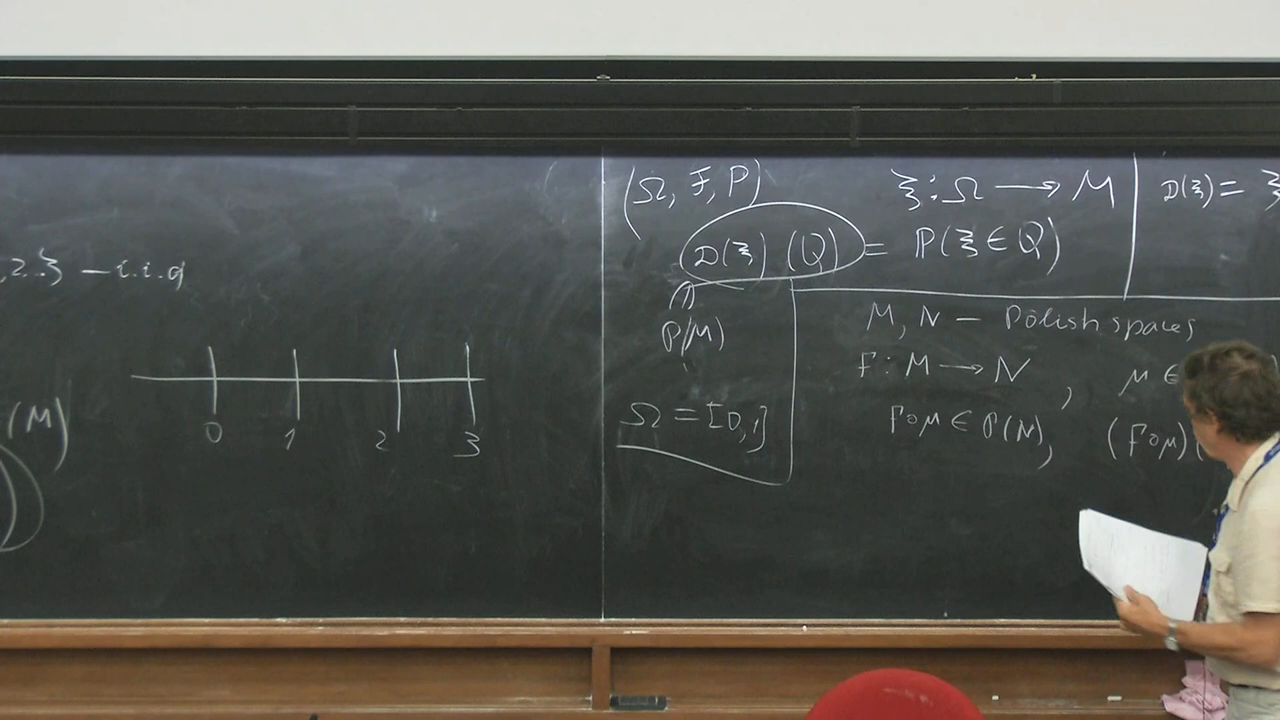 ,2..} — i.i.d
(M)
0 1 2 3
(Ω, F, P)
ξ : Ω → M
D(ξ) =
D(ξ) (Q) = P(ξ ∈ Q)
P(M)
Ω = [0,1]
M, N — Polish spaces
F : M → N , μ ∈
F∘μ ∈ P(N), (F∘μ)(